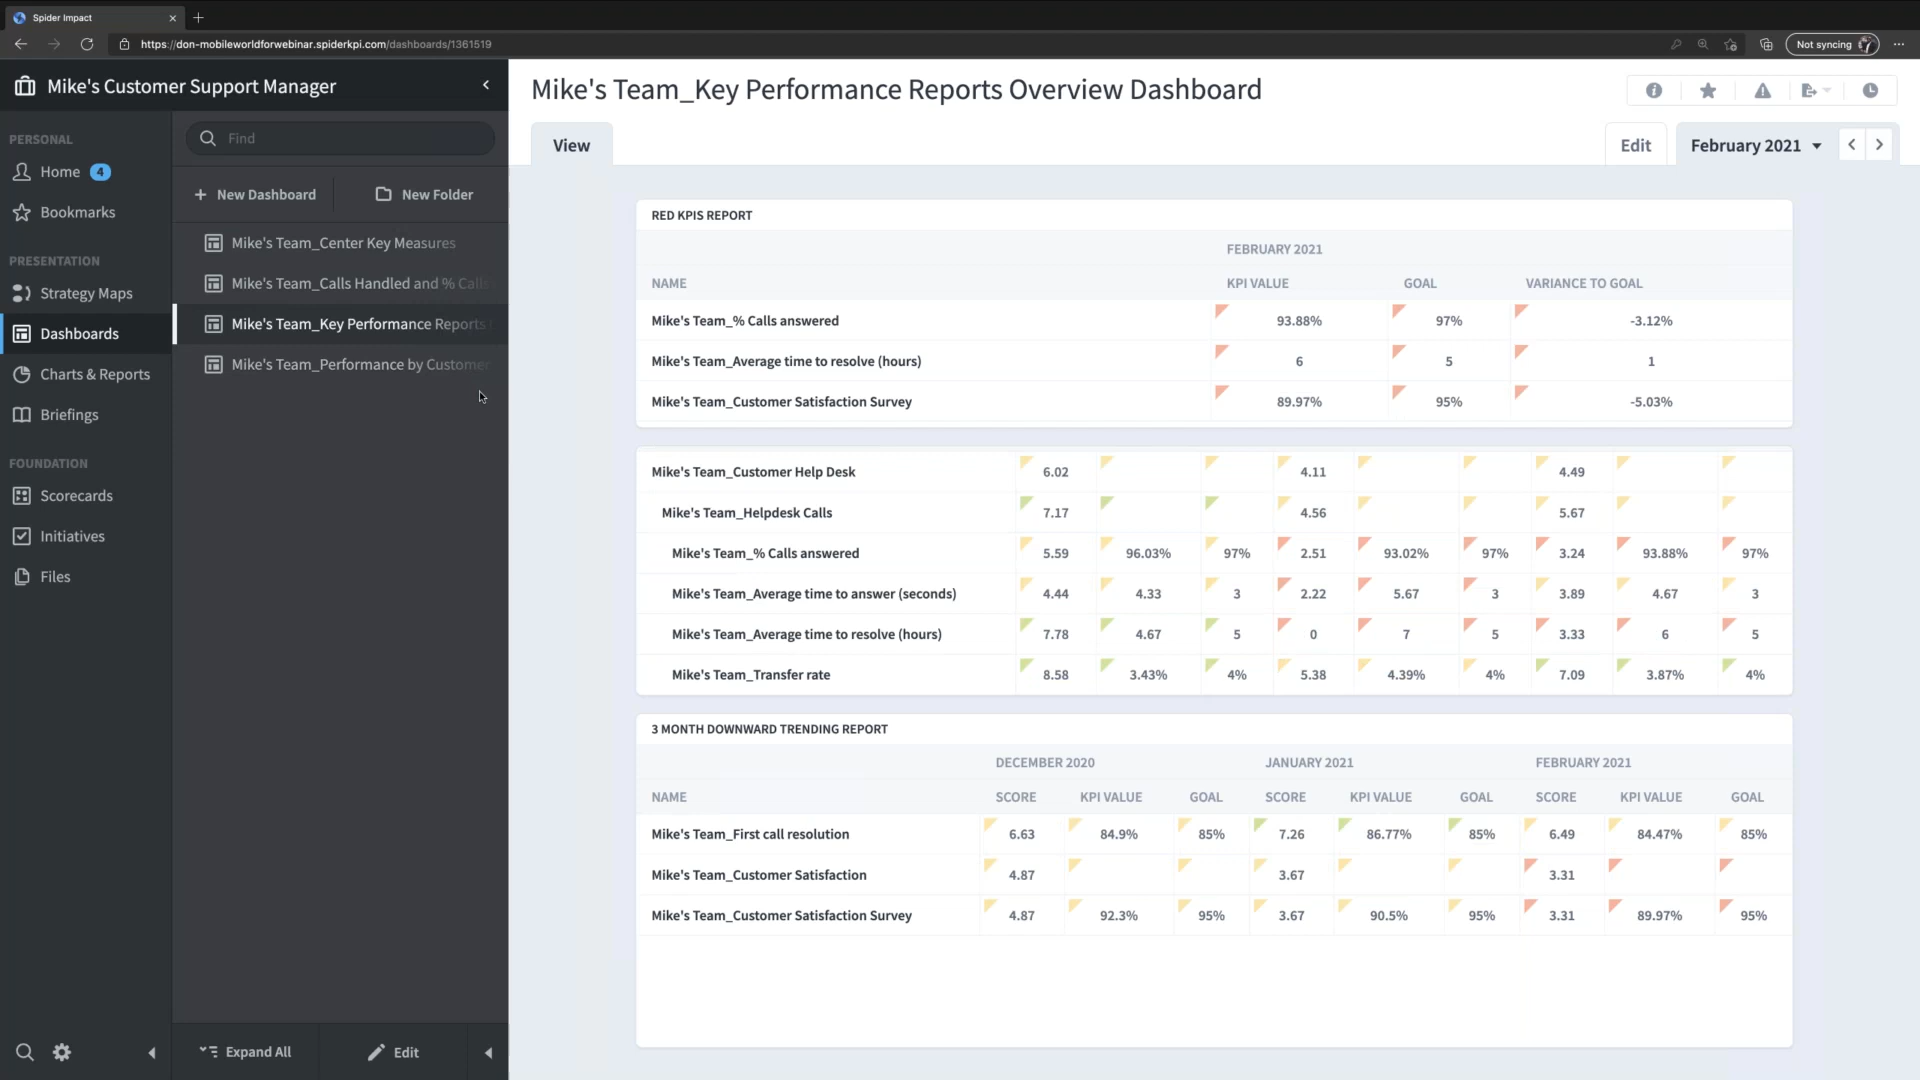 Spider Impact
https://don-mobileworldforwebinar.spiderkpi.com/dashboards/1361519
Not syncing
Mike's Customer Support Manager
PERSONAL
Home 4
Bookmarks
PRESENTATION
Strategy Maps
Dashboards
Charts & Reports
Briefings
FOUNDATION
Scorecards
Initiatives
Files
Find
New Dashboard
New Folder
Mike's Team_Center Key Measures
Mike's Team_Calls Handled and % Calls
Mike's Team_Key Performance Reports
Mike's Team_Performance by Customer
Expand All
Edit
Mike's Team_Key Performance Reports Overview Dashboard
View
Edit
February 2021
RED KPIS REPORT
FEBRUARY 2021
NAME KPI VALUE GOAL VARIANCE TO GOAL
Mike's Team_% Calls answered 93.88% 97% -3.12%
Mike's Team_Average time to resolve (hours) 6 5 1
Mike's Team_Customer Satisfaction Survey 89.97% 95% -5.03%
Mike's Team_Customer Help Desk 6.02 4.11 4.49
Mike's Team_Helpdesk Calls 7.17 4.56 5.67
Mike's Team_% Calls answered 5.59 96.03% 97% 2.51 93.02% 97% 3.24 93.88% 97%
Mike's Team_Average time to answer (seconds) 4.44 4.33 3 2.22 5.67 3 3.89 4.67 3
Mike's Team_Average time to resolve (hours) 7.78 4.67 5 0 7 5 3.33 6 5
Mike's Team_Transfer rate 8.58 3.43% 4% 5.38 4.39% 4% 7.09 3.87% 4%
3 MONTH DOWNWARD TRENDING REPORT
DECEMBER 2020 JANUARY 2021 FEBRUARY 2021
NAME SCORE KPI VALUE GOAL SCORE KPI VALUE GOAL SCORE KPI VALUE GOAL
Mike's Team_First call resolution 6.63 84.9% 85% 7.26 86.77% 85% 6.49 84.47% 85%
Mike's Team_Customer Satisfaction 4.87 3.67 3.31
Mike's Team_Customer Satisfaction Survey 4.87 92.3% 95% 3.67 90.5% 95% 3.31 89.97% 95%